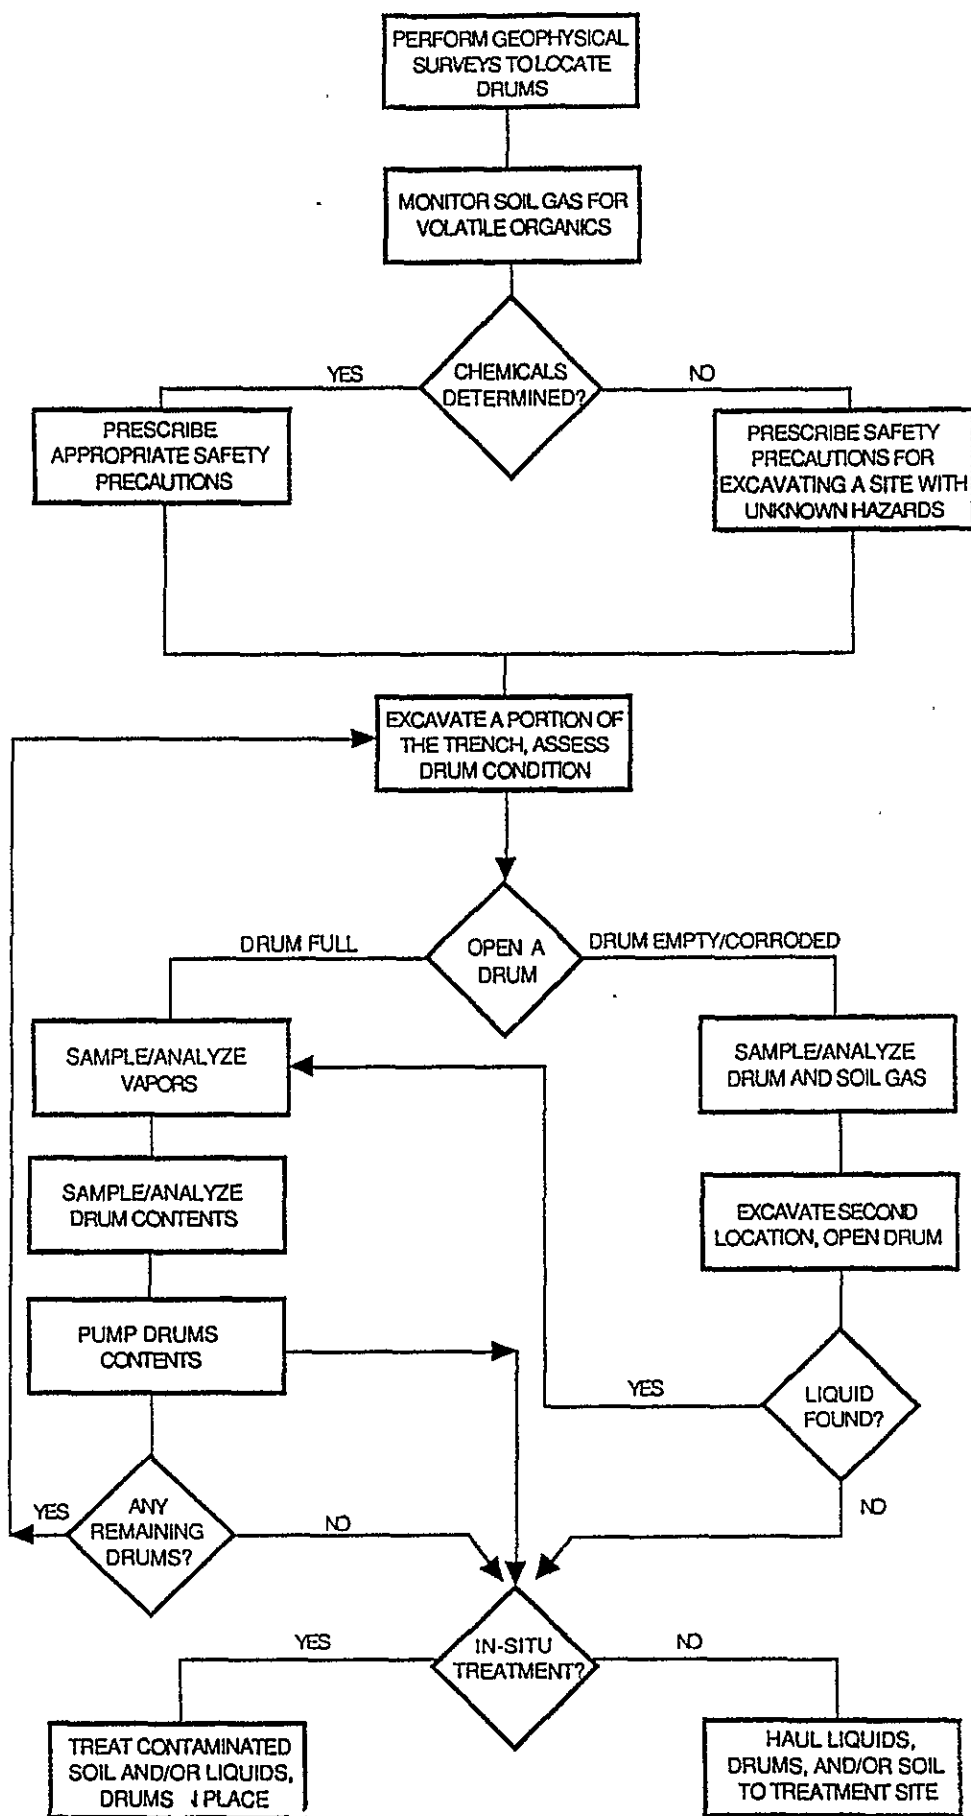 PERFORM GEOPHYSICAL
SURVEYS TO LOCATE
DRUMS
MONITOR SOIL GAS FOR
VOLATILE ORGANICS
CHEMICALS
DETERMINED?
YES
NO
PRESCRIBE
APPROPRIATE SAFETY
PRECAUTIONS
PRESCRIBE SAFETY
PRECAUTIONS FOR
EXCAVATING A SITE WITH
UNKNOWN HAZARDS
EXCAVATE A PORTION OF
THE TRENCH, ASSESS
DRUM CONDITION
OPEN A
DRUM
DRUM FULL
DRUM EMPTY/CORRODED
SAMPLE/ANALYZE
VAPORS
SAMPLE/ANALYZE
DRUM AND SOIL GAS
SAMPLE/ANALYZE
DRUM CONTENTS
EXCAVATE SECOND
LOCATION, OPEN DRUM
PUMP DRUMS
CONTENTS
LIQUID
FOUND?
YES
NO
ANY
REMAINING
DRUMS?
YES
NO
IN-SITU
TREATMENT?
YES
NO
TREAT CONTAMINATED
SOIL AND/OR LIQUIDS,
DRUMS PLACE
HAUL LIQUIDS,
DRUMS, AND/OR SOIL
TO TREATMENT SITE